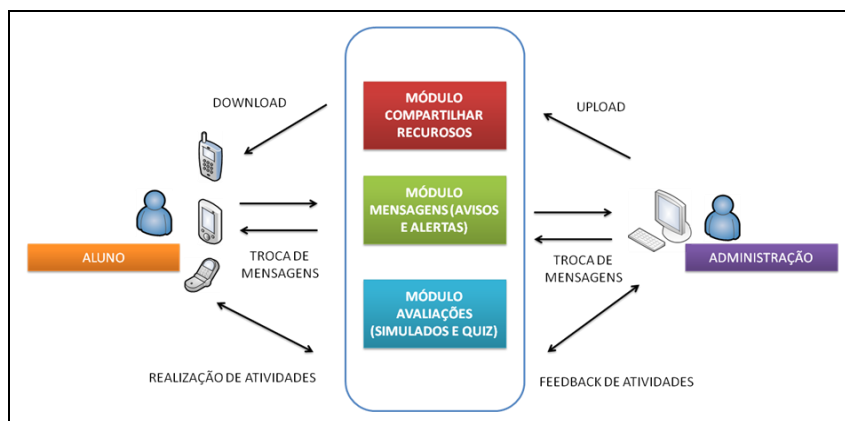 DOWNLOAD
MÓDULO
COMPARTILHAR
RECUROSOS
UPLOAD
MÓDULO
MENSAGENS (AVISOS
E ALERTAS)
ALUNO
TROCA DE
MENSAGENS
TROCA DE
MENSAGENS
ADMINISTRAÇÃO
MÓDULO
AVALIAÇÕES
(SIMULADOS E QUIZ)
REALIZAÇÃO DE ATIVIDADES
FEEDBACK DE ATIVIDADES